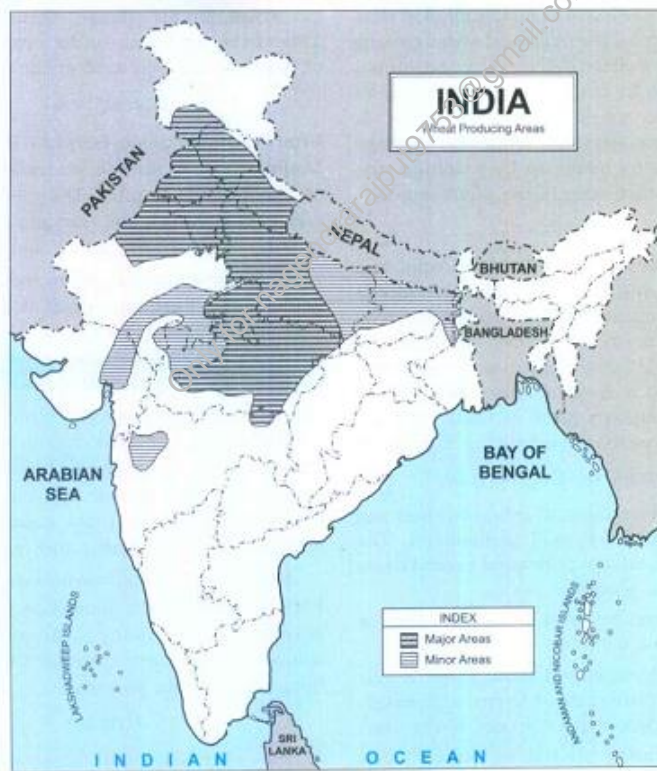 INDIA
Wheat Producing Areas
PAKISTAN
NEPAL
BHUTAN
BANGLADESH
ARABIAN
SEA
BAY OF
BENGAL
INDEX
Major Areas
Minor Areas
LAKSHADWEEP ISLANDS
ANDAMAN AND NICOBAR ISLANDS
SRI
LANKA
INDIAN OCEAN